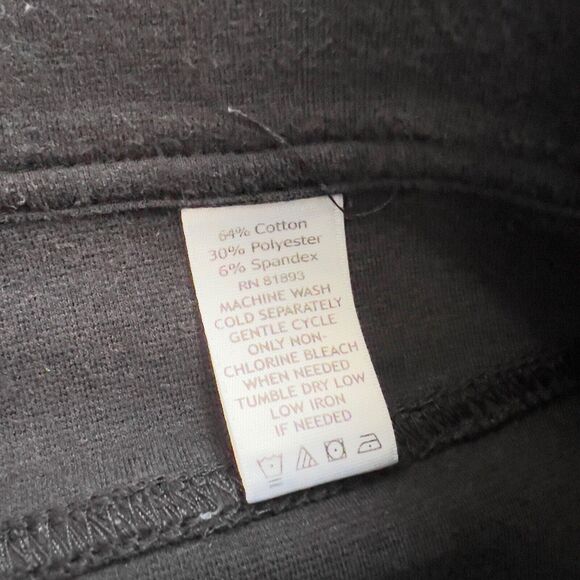 64% Cotton
30% Polyester
6% Spandex
RN 81893
MACHINE WASH
COLD SEPARATELY
GENTLE CYCLE
ONLY NON-
CHLORINE BLEACH
WHEN NEEDED
TUMBLE DRY LOW
LOW IRON
IF NEEDED